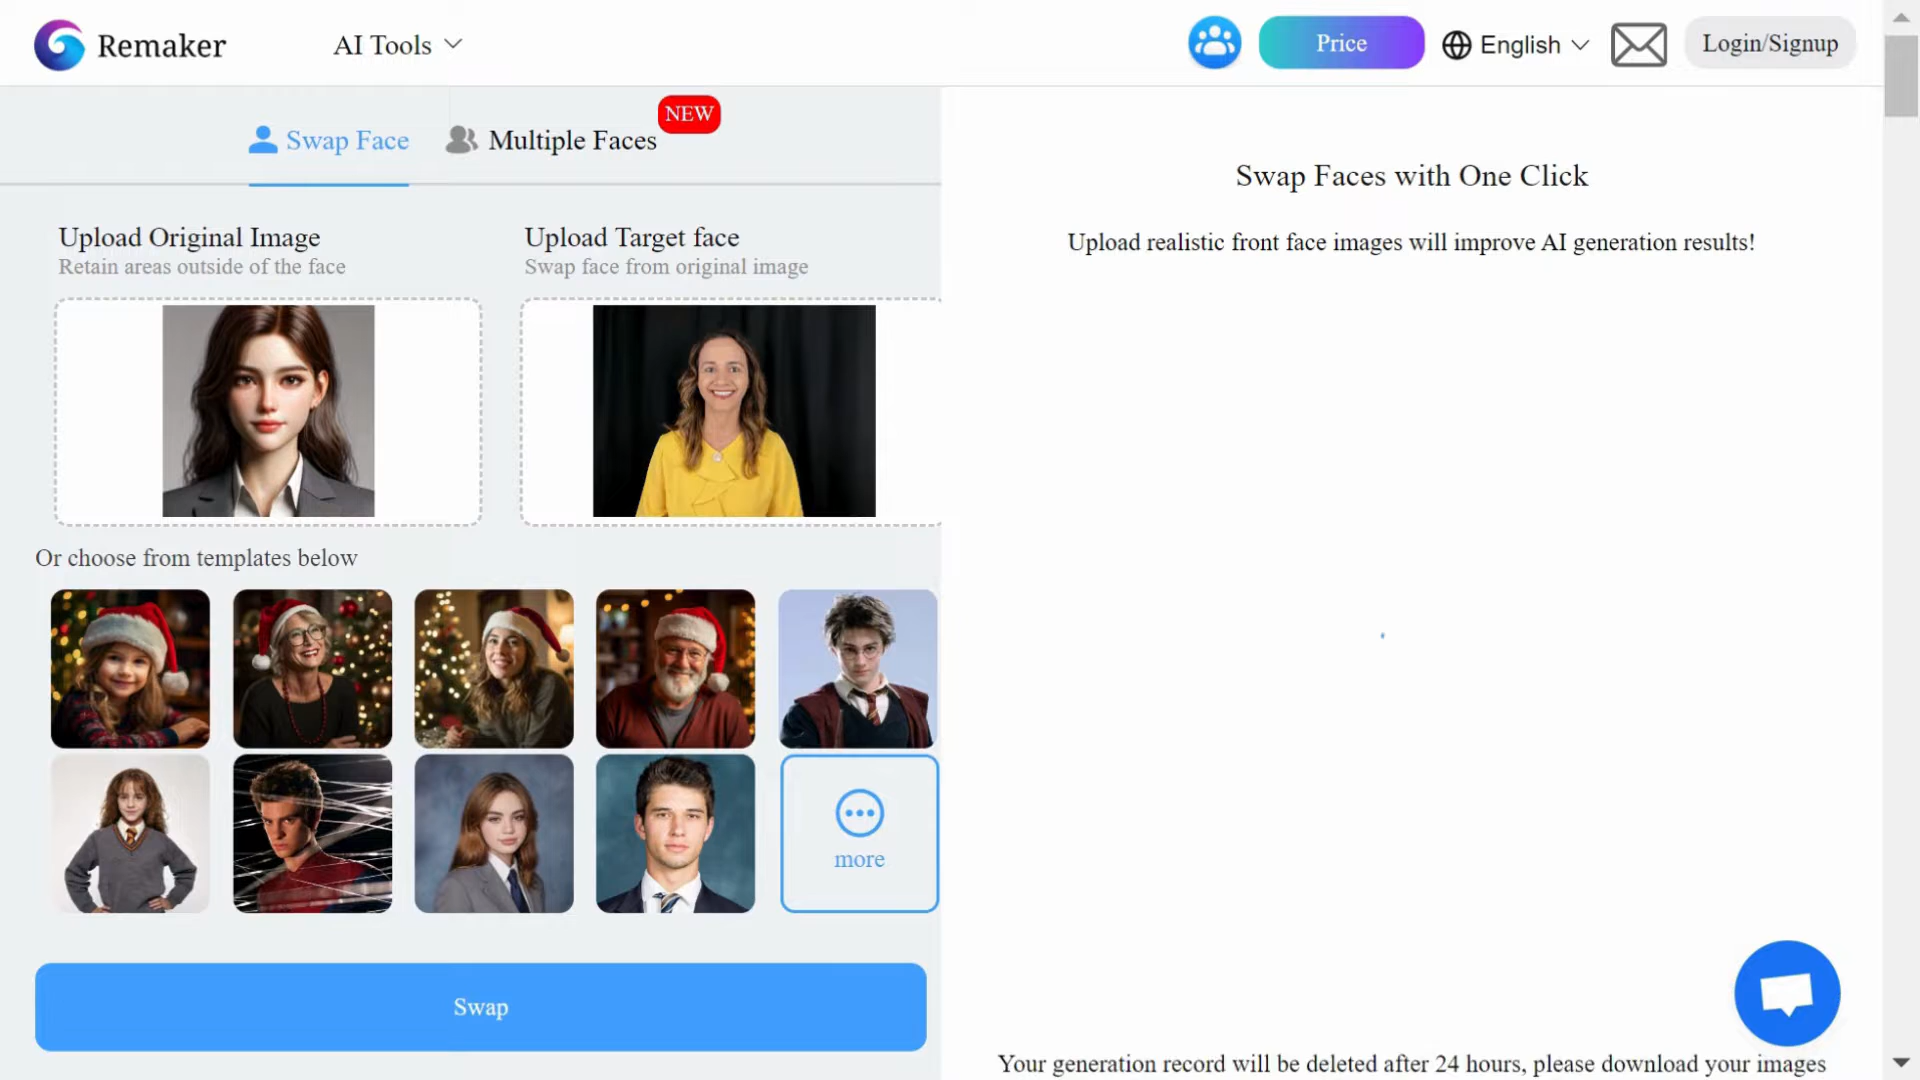 Remaker
AI Tools
Price
English
Login/Signup
Swap Face
Multiple Faces
NEW
Upload Original Image
Retain areas outside of the face
Upload Target face
Swap face from original image
Or choose from templates below
more
Swap
Swap Faces with One Click
Upload realistic front face images will improve AI generation results!
Your generation record will be deleted after 24 hours, please download your images